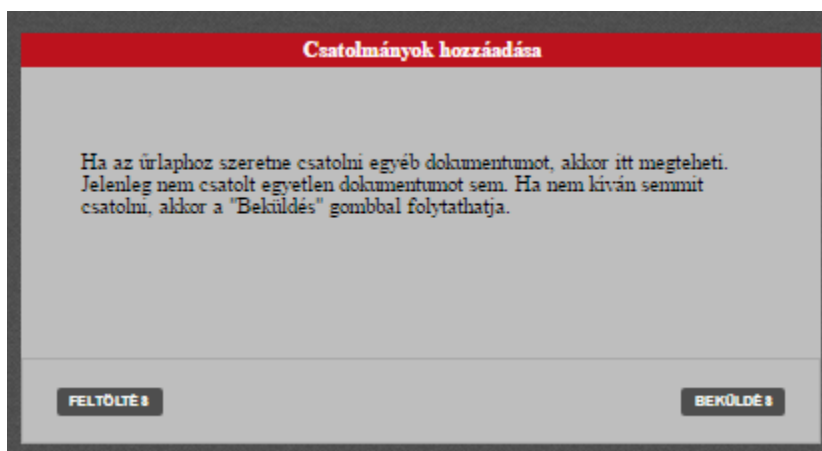 Csatolmányok hozzáadása
Ha az űrlaphoz szeretne csatolni egyéb dokumentumot, akkor itt megteheti.
Jelenleg nem csatolt egyetlen dokumentumot sem. Ha nem kíván semmit
csatolni, akkor a "Beküldés" gombbal folytathatja.
FELTÖLTÉS
BEKÜLDÉS